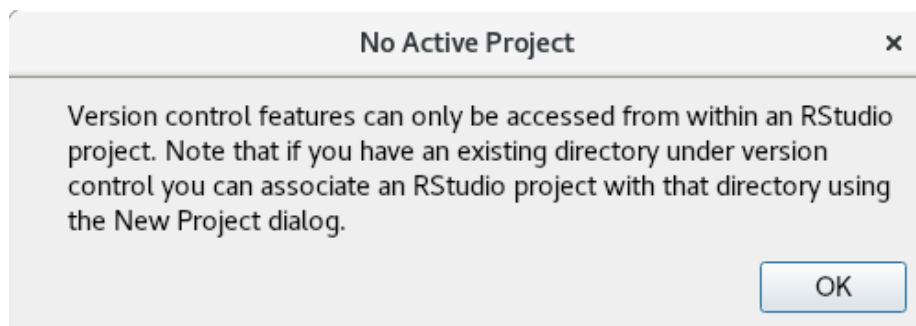 No Active Project
Version control features can only be accessed from within an RStudio
project. Note that if you have an existing directory under version
control you can associate an RStudio project with that directory using
the New Project dialog.
OK